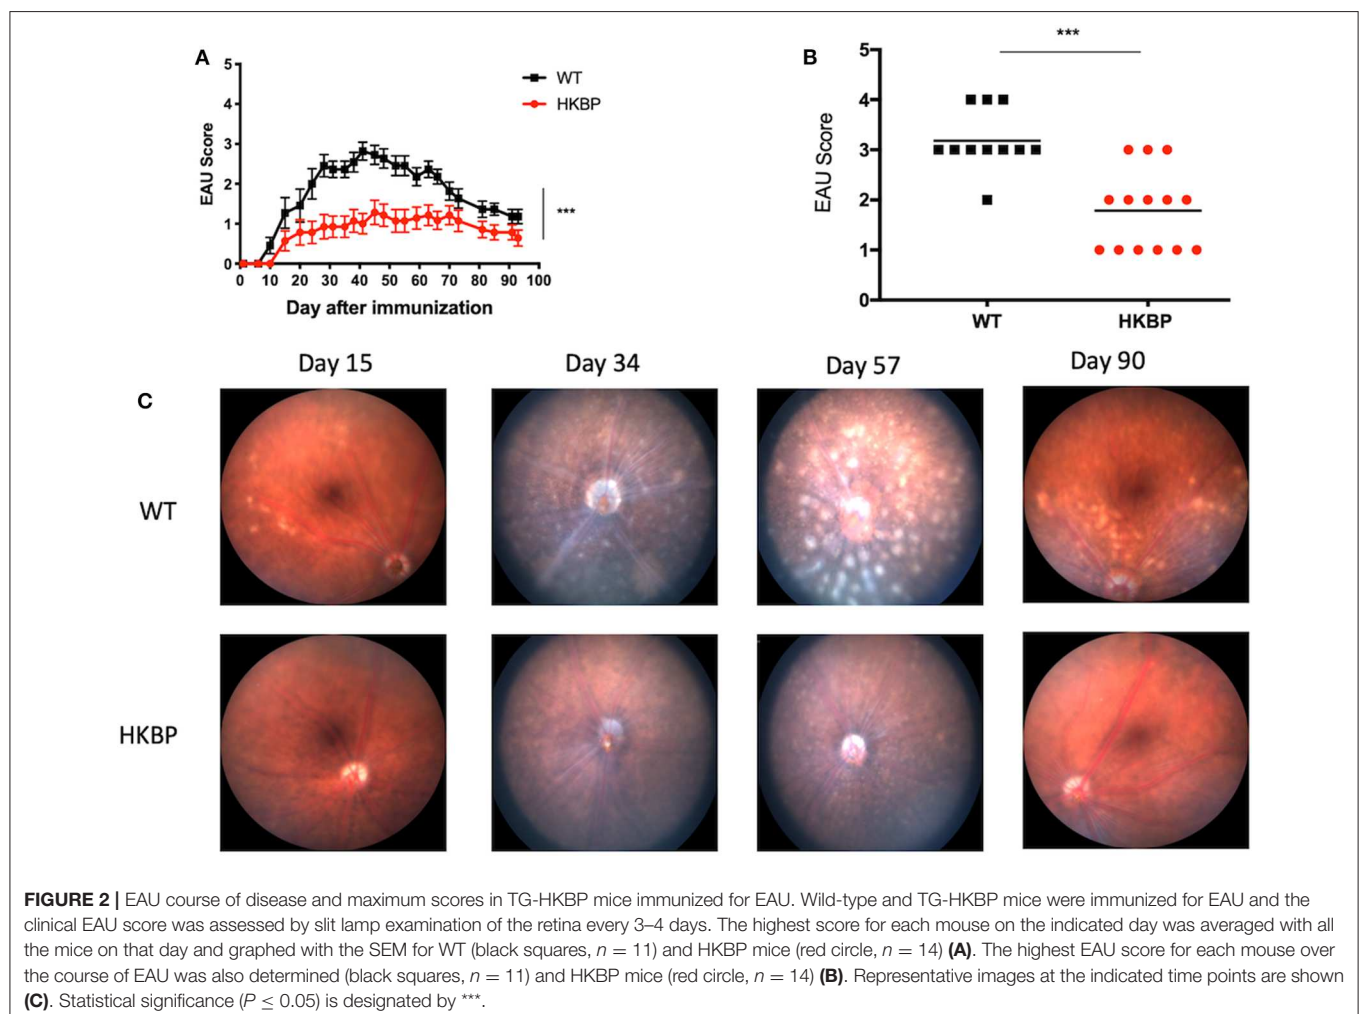 A
5
4
3
2
1
0
EAU Score
0 10 20 30 40 50 60 70 80 90 100
Day after immunization
WT
HKBP
***
B
***
5
4
3
2
1
0
EAU Score
WT HKBP
Day 15 Day 34 Day 57 Day 90
C
WT
HKBP
FIGURE 2 | EAU course of disease and maximum scores in TG-HKBP mice immunized for EAU. Wild-type and TG-HKBP mice were immunized for EAU and the
clinical EAU score was assessed by slit lamp examination of the retina every 3–4 days. The highest score for each mouse on the indicated day was averaged with all
the mice on that day and graphed with the SEM for WT (black squares, n = 11) and HKBP mice (red circle, n = 14) (A). The highest EAU score for each mouse over
the course of EAU was also determined (black squares, n = 11) and HKBP mice (red circle, n = 14) (B). Representative images at the indicated time points are shown
(C). Statistical significance (P ≤ 0.05) is designated by ***.